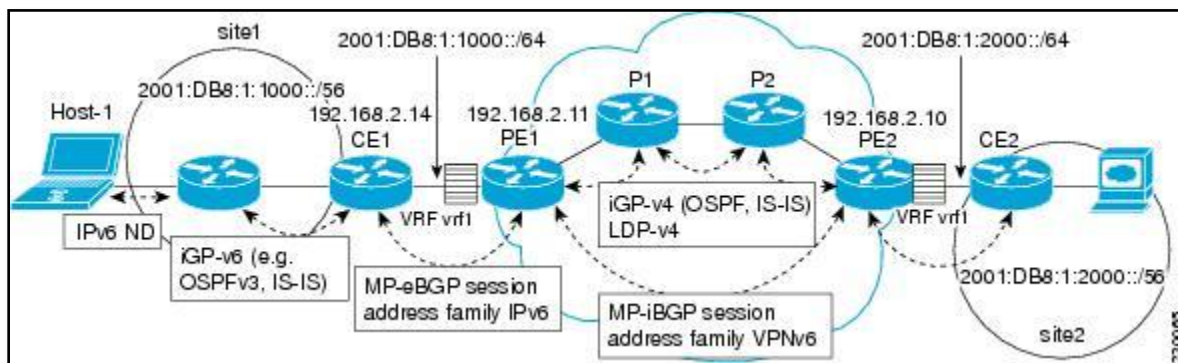 site1
2001:DB8:1:1000::/64
2001:DB8:1:2000::/64
2001:DB8:1:1000::/56
P1
P2
Host-1
192.168.2.14
192.168.2.11
192.168.2.10
CE1
PE1
PE2
CE2
VRF vrf1
iGP-v4 (OSPF, IS-IS)
LDP-v4
VRF vrf1
IPv6 ND
iGP-v6 (e.g.
OSPFv3, IS-IS)
MP-eBGP session
address family IPv6
MP-iBGP session
address family VPNv6
2001:DB8:1:2000::/56
site2